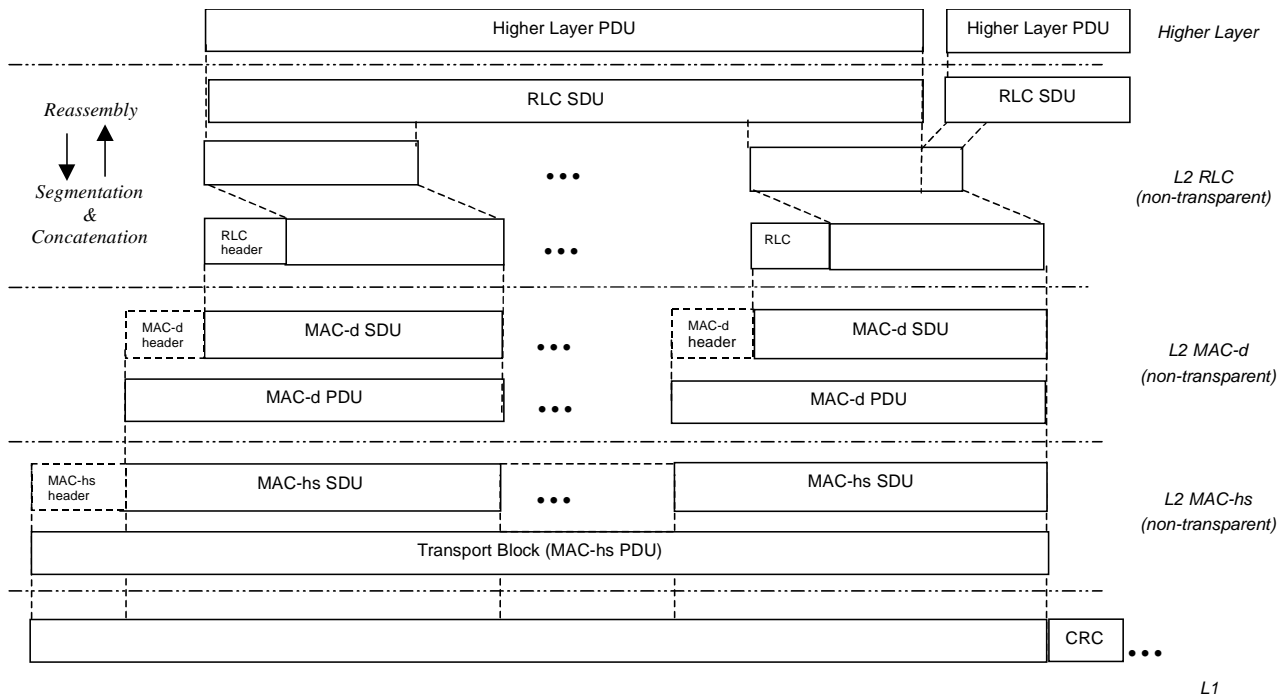 Higher Layer PDU
Higher Layer PDU
Higher Layer
RLC SDU
RLC SDU
Reassembly
Segmentation
&
Concatenation
L2 RLC
(non-transparent)
RLC
header
RLC
MAC-d
header
MAC-d SDU
MAC-d
header
MAC-d SDU
L2 MAC-d
(non-transparent)
MAC-d PDU
MAC-d PDU
MAC-hs
header
MAC-hs SDU
MAC-hs SDU
L2 MAC-hs
(non-transparent)
Transport Block (MAC-hs PDU)
CRC
L1